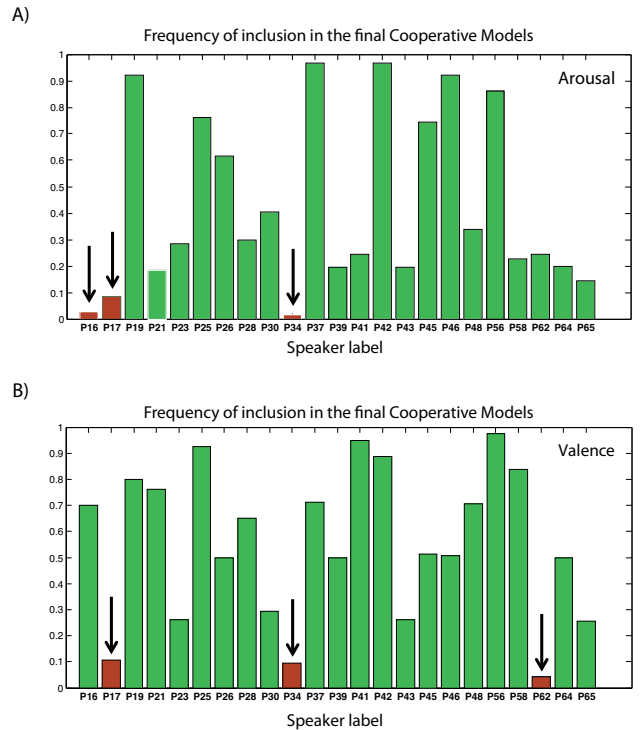 A)
Frequency of inclusion in the final Cooperative Models
Arousal
1
0.9
0.8
0.7
0.6
0.5
0.4
0.3
0.2
0.1
0
P16 P17 P19 P21 P23 P25 P26 P28 P30 P34 P37 P39 P41 P42 P43 P45 P46 P48 P56 P58 P62 P64 P65
Speaker label
B)
Frequency of inclusion in the final Cooperative Models
Valence
1
0.9
0.8
0.7
0.6
0.5
0.4
0.3
0.2
0.1
0
P16 P17 P19 P21 P23 P25 P26 P28 P30 P34 P37 P39 P41 P42 P43 P45 P46 P48 P56 P58 P62 P64 P65
Speaker label